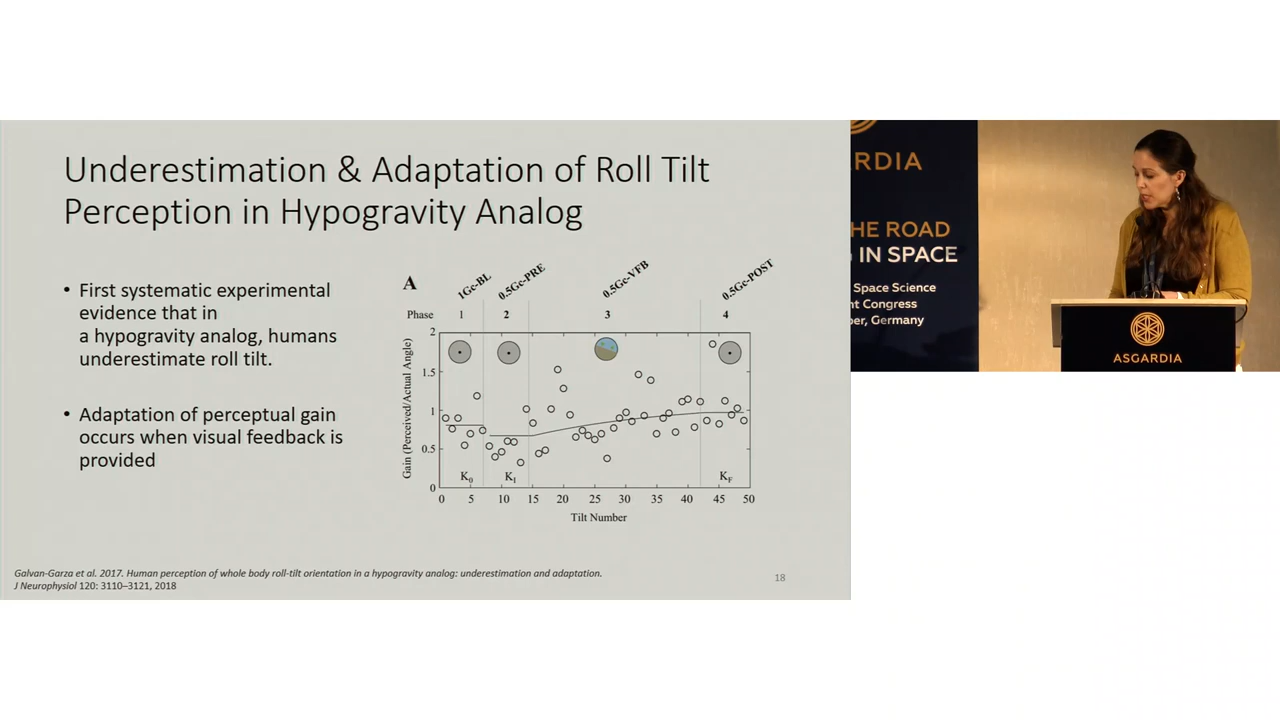 Underestimation & Adaptation of Roll Tilt
Perception in Hypogravity Analog
• First systematic experimental
evidence that in
a hypogravity analog, humans
underestimate roll tilt.
• Adaptation of perceptual gain
occurs when visual feedback is
provided
A
1Gc-BL
0.5Gc-PRE
0.5Gc-VFB
0.5Gc-POST
Phase 1 2 3 4
Gain (Perceived/Actual Angle)
2
1.5
1
0.5
0
K0 K1 KF
0 5 10 15 20 25 30 35 40 45 50
Tilt Number
Galvan-Garza et al. 2017. Human perception of whole body roll-tilt orientation in a hypogravity analog: underestimation and adaptation.
J Neurophysiol 120: 3110–3121, 2018
18
RDIA
HE ROAD
IN SPACE
Space Science
Congress
Germany
ASGARDIA